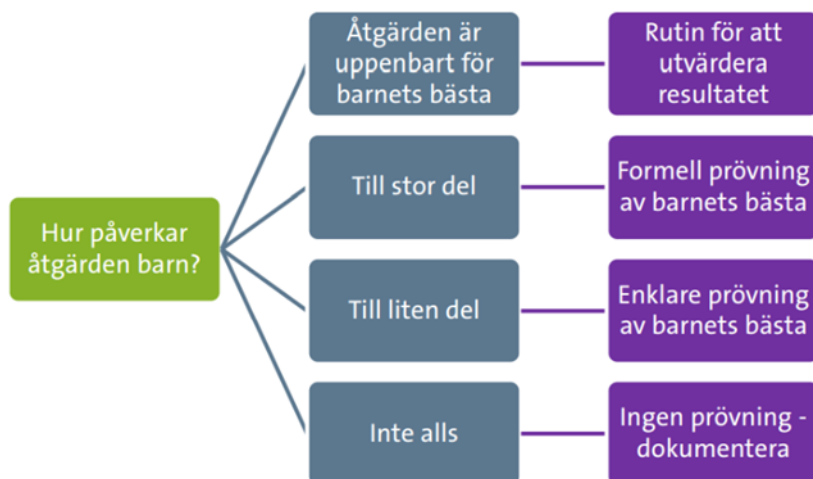 Hur påverkar
åtgärden barn?
Åtgärden är
uppenbart för
barnets bästa
Rutin för att
utvärdera
resultatet
Till stor del
Formell prövning
av barnets bästa
Till liten del
Enklare prövning
av barnets bästa
Inte alls
Ingen prövning -
dokumentera